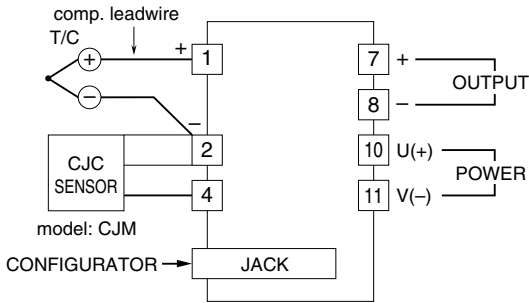 comp. leadwire
T/C
+
+
1
7
+
OUTPUT
−
8
−
−
2
10
U(+)
CJC
SENSOR
POWER
4
11
V(−)
model: CJM
CONFIGURATOR
JACK